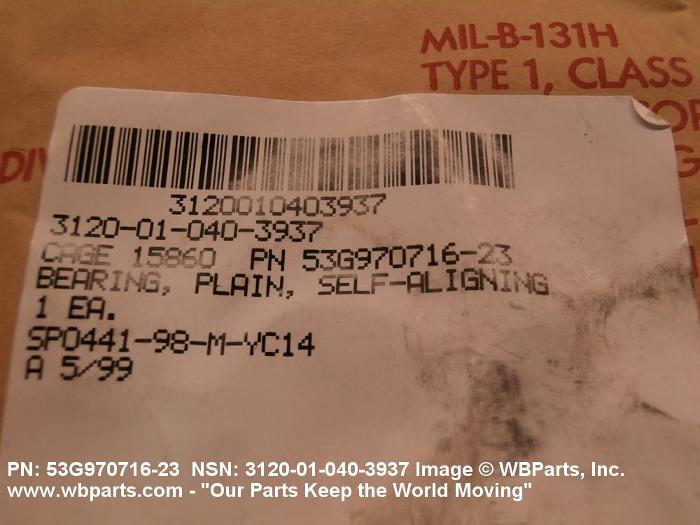 MIL-B-131H
TYPE 1, CLASS
DIV
3120010403937
3120-01-040-3937
CAGE 15860 PN 53G970716-23
BEARING, PLAIN, SELF-ALIGNING
1 EA.
SPO441-98-M-YC14
A 5/99
PN: 53G970716-23 NSN: 3120-01-040-3937 Image © WBParts, Inc.
www.wbparts.com - "Our Parts Keep the World Moving"